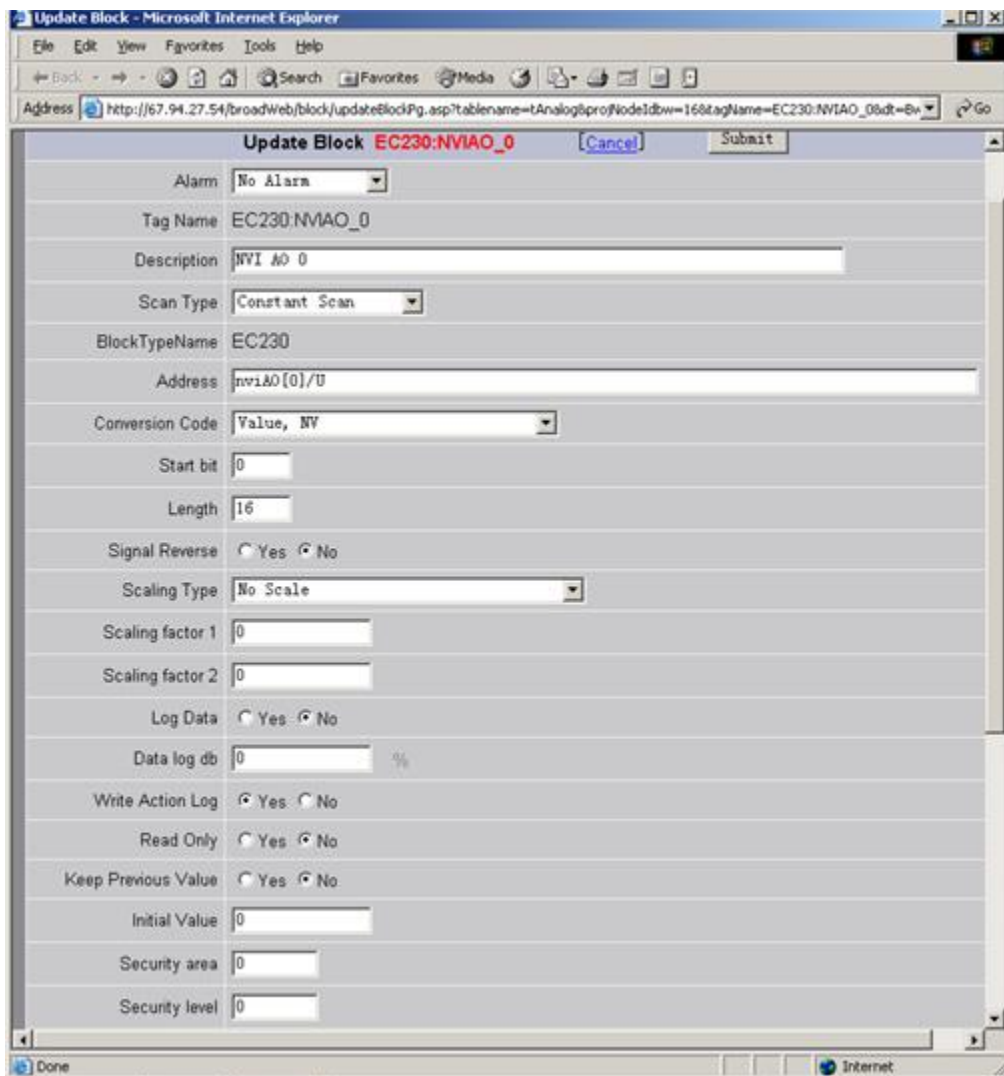 Update Block - Microsoft Internet Explorer
File Edit View Favorites Tools Help
Back Search Favorites Media
Address http://67.94.27.54/broadWeb/block/updateBlockPg.asp?tablename=tAnalog&projNodeIdbw=168&tagName=EC230:NVIAO_0&dt=Bw Go
Update Block EC230:NVIAO_0 [Cancel] Submit
Alarm No Alarm
Tag Name EC230:NVIAO_0
Description NVI AO 0
Scan Type Constant Scan
BlockTypeName EC230
Address nviAO[0]/U
Conversion Code Value, NV
Start bit 0
Length 16
Signal Reverse Yes No
Scaling Type No Scale
Scaling factor 1 0
Scaling factor 2 0
Log Data Yes No
Data log db 0 %
Write Action Log Yes No
Read Only Yes No
Keep Previous Value Yes No
Initial Value 0
Security area 0
Security level 0
Done Internet